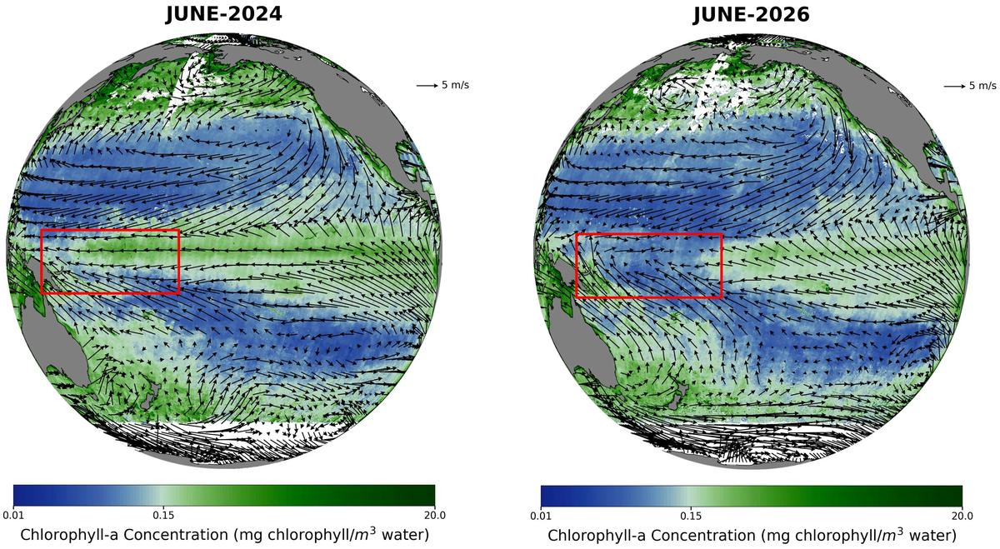 JUNE-2024
5 m/s
0.01 0.15 20.0
Chlorophyll-a Concentration (mg chlorophyll/m³ water)
JUNE-2026
5 m/s
0.01 0.15 20.0
Chlorophyll-a Concentration (mg chlorophyll/m³ water)